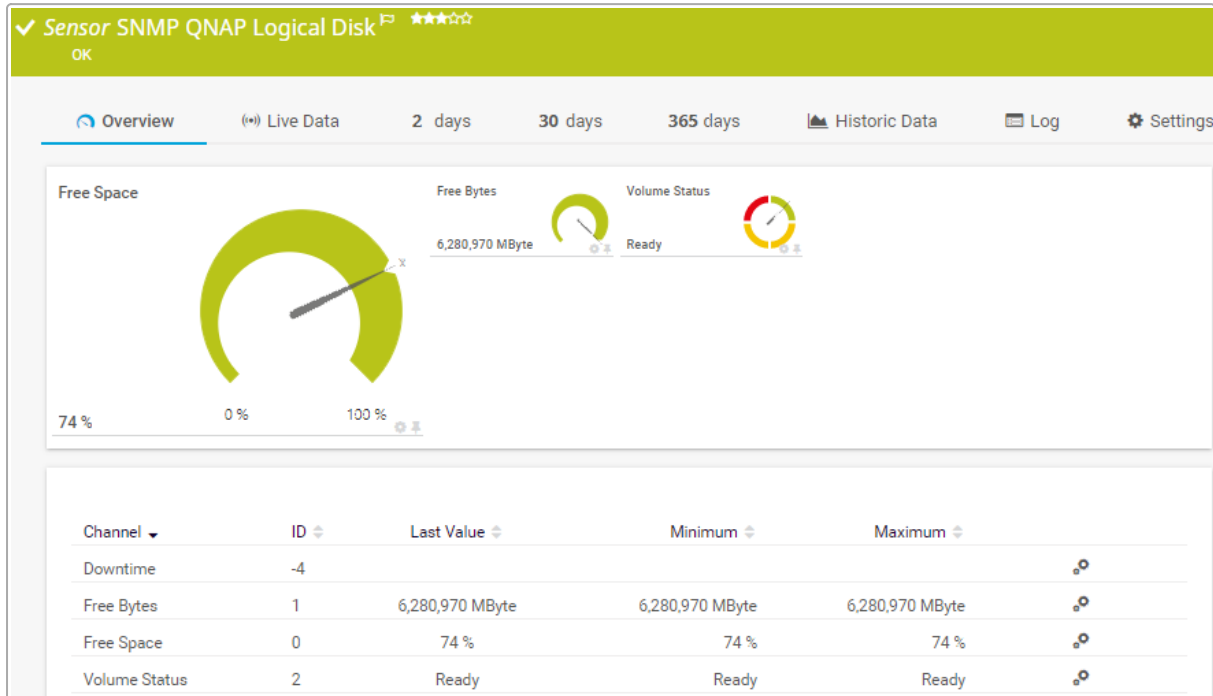 Sensor SNMP QNAP Logical Disk
OK
Overview Live Data 2 days 30 days 365 days Historic Data Log Settings
Free Space
Free Bytes
Volume Status
6,280,970 MByte
Ready
x
0 %
100 %
74 %
Channel ID Last Value Minimum Maximum
Downtime -4
Free Bytes 1 6,280,970 MByte 6,280,970 MByte 6,280,970 MByte
Free Space 0 74 % 74 % 74 %
Volume Status 2 Ready Ready Ready